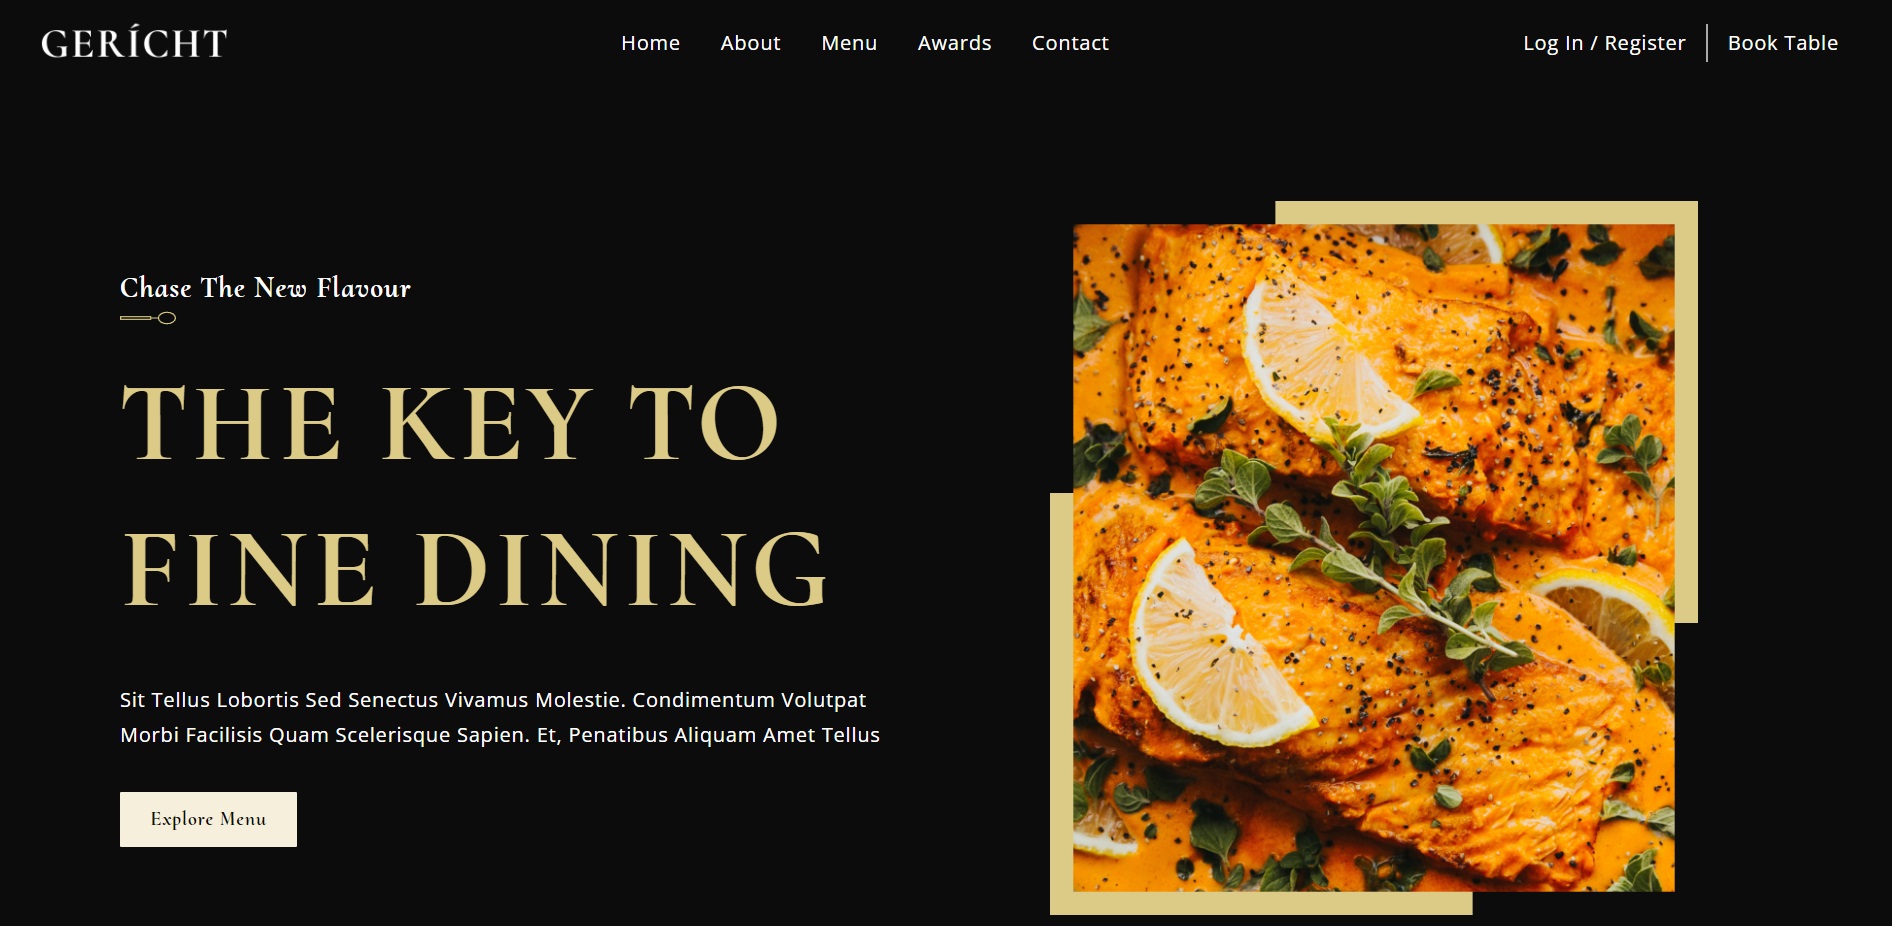 GERÍCHT
Home
About
Menu
Awards
Contact
Log In / Register
Book Table
Chase The New Flavour
THE KEY TO
FINE DINING
Sit Tellus Lobortis Sed Senectus Vivamus Molestie. Condimentum Volutpat
Morbi Facilisis Quam Scelerisque Sapien. Et, Penatibus Aliquam Amet Tellus
Explore Menu